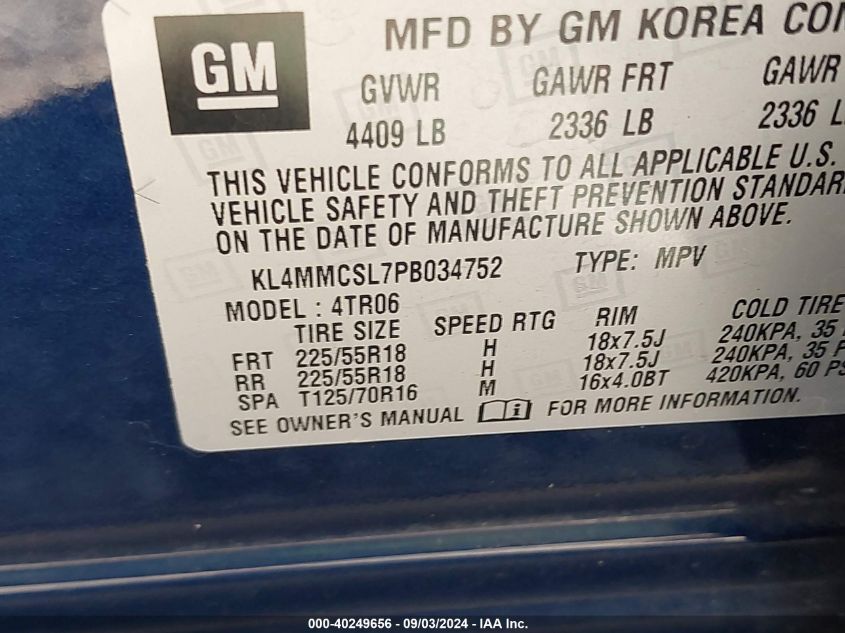 GM
MFD BY GM KOREA
GVWR GAWR FRT GAWR
4409 LB 2336 LB 2336
THIS VEHICLE CONFORMS TO ALL APPLICABLE U.S.
VEHICLE SAFETY AND THEFT PREVENTION
ON THE DATE OF MANUFACTURE SHOWN ABOVE.
KL4MMCSL7PB034752 TYPE: MPV
MODEL : 4TR06
TIRE SIZE SPEED RTG RIM COLD TIRE
FRT 225/55R18 H 18x7.5J 240KPA, 35
RR 225/55R18 H 18x7.5J 240KPA, 35
SPA T125/70R16 M 16x4.0BT 420KPA, 60
SEE OWNER'S MANUAL FOR MORE INFORMATION.
000-40249656 - 09/03/2024 - IAA Inc.